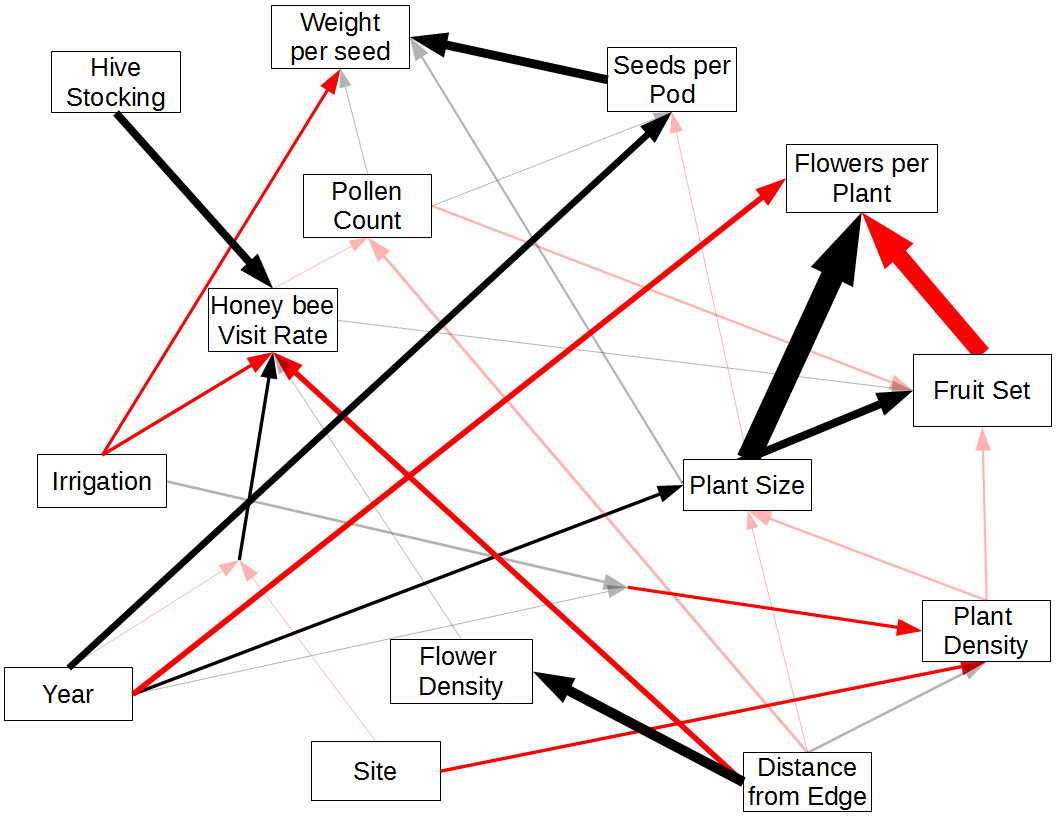 Weight
per seed
Hive
Stocking
Seeds per
Pod
Flowers per
Plant
Pollen
Count
Honey bee
Visit Rate
Fruit Set
Irrigation
Plant Size
Plant
Density
Flower
Density
Year
Site
Distance
from Edge